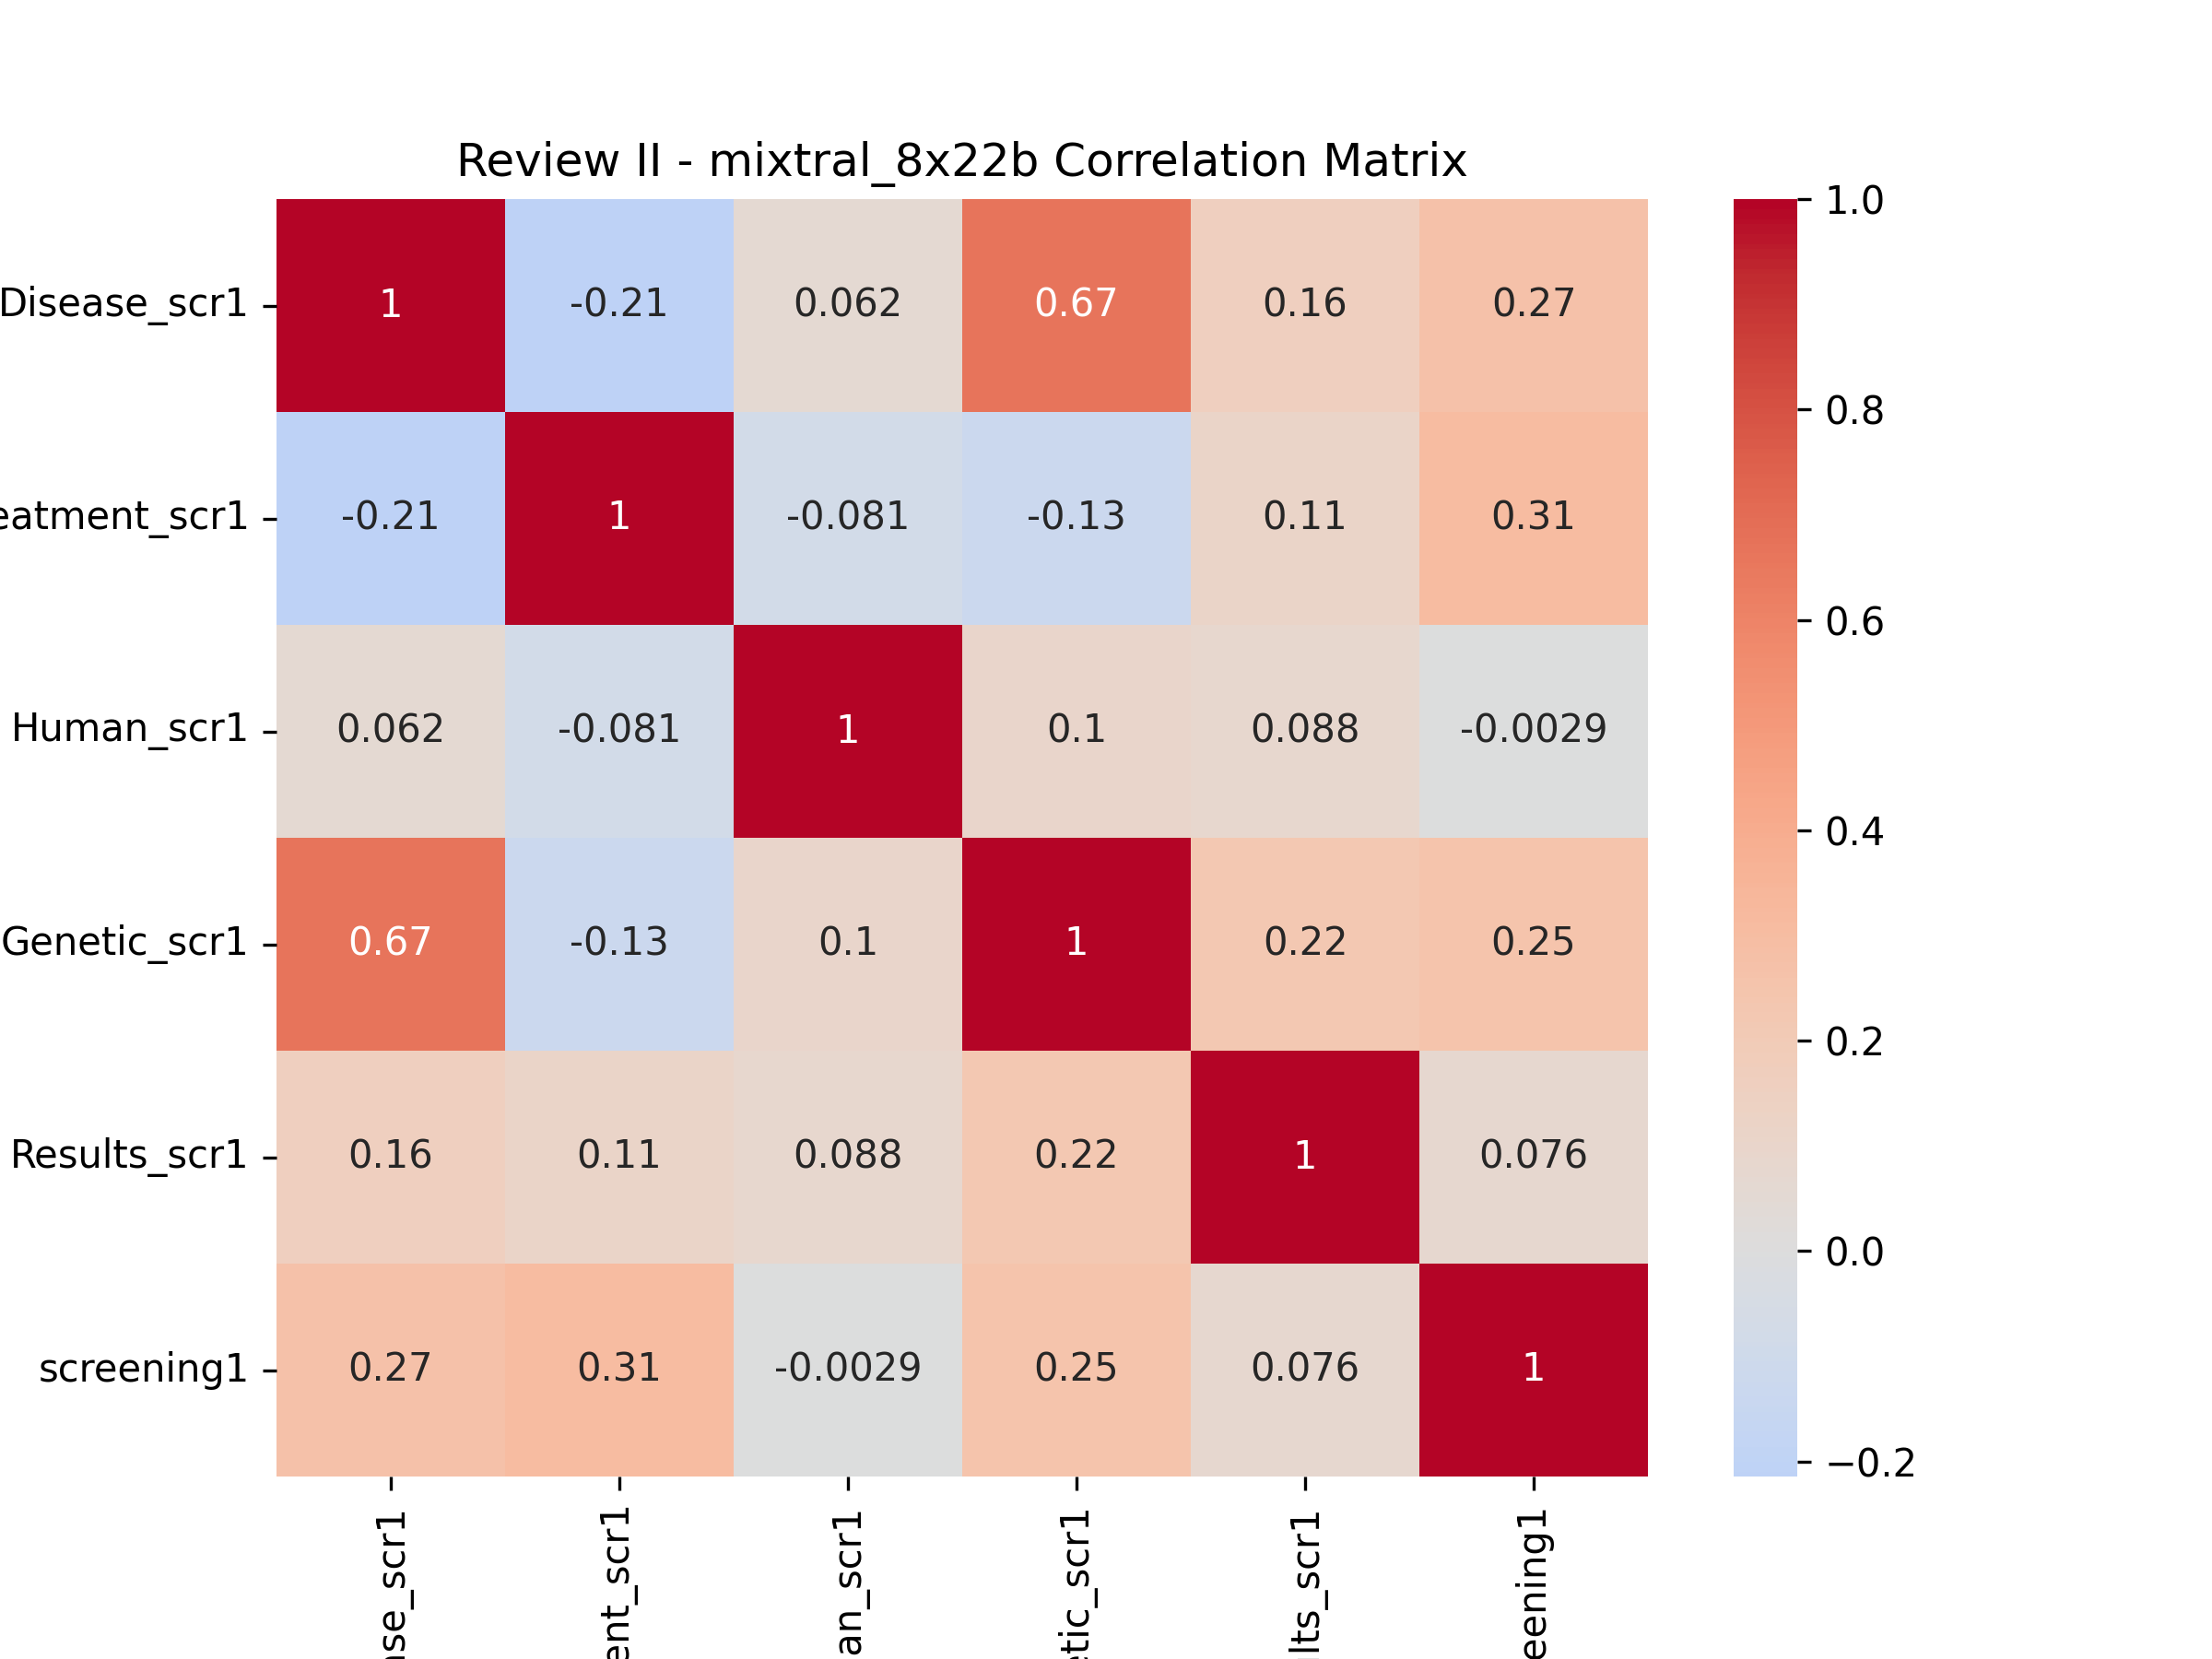 Review II - mixtral_8x22b Correlation Matrix
Disease_scr1 1 -0.21 0.062 0.67 0.16 0.27
eatment_scr1 -0.21 1 -0.081 -0.13 0.11 0.31
Human_scr1 0.062 -0.081 1 0.1 0.088 -0.0029
Genetic_scr1 0.67 -0.13 0.1 1 0.22 0.25
Results_scr1 0.16 0.11 0.088 0.22 1 0.076
screening1 0.27 0.31 -0.0029 0.25 0.076 1
ase_scr1 ent_scr1 an_scr1 etic_scr1 lts_scr1 eening1
1.0
0.8
0.6
0.4
0.2
0.0
−0.2